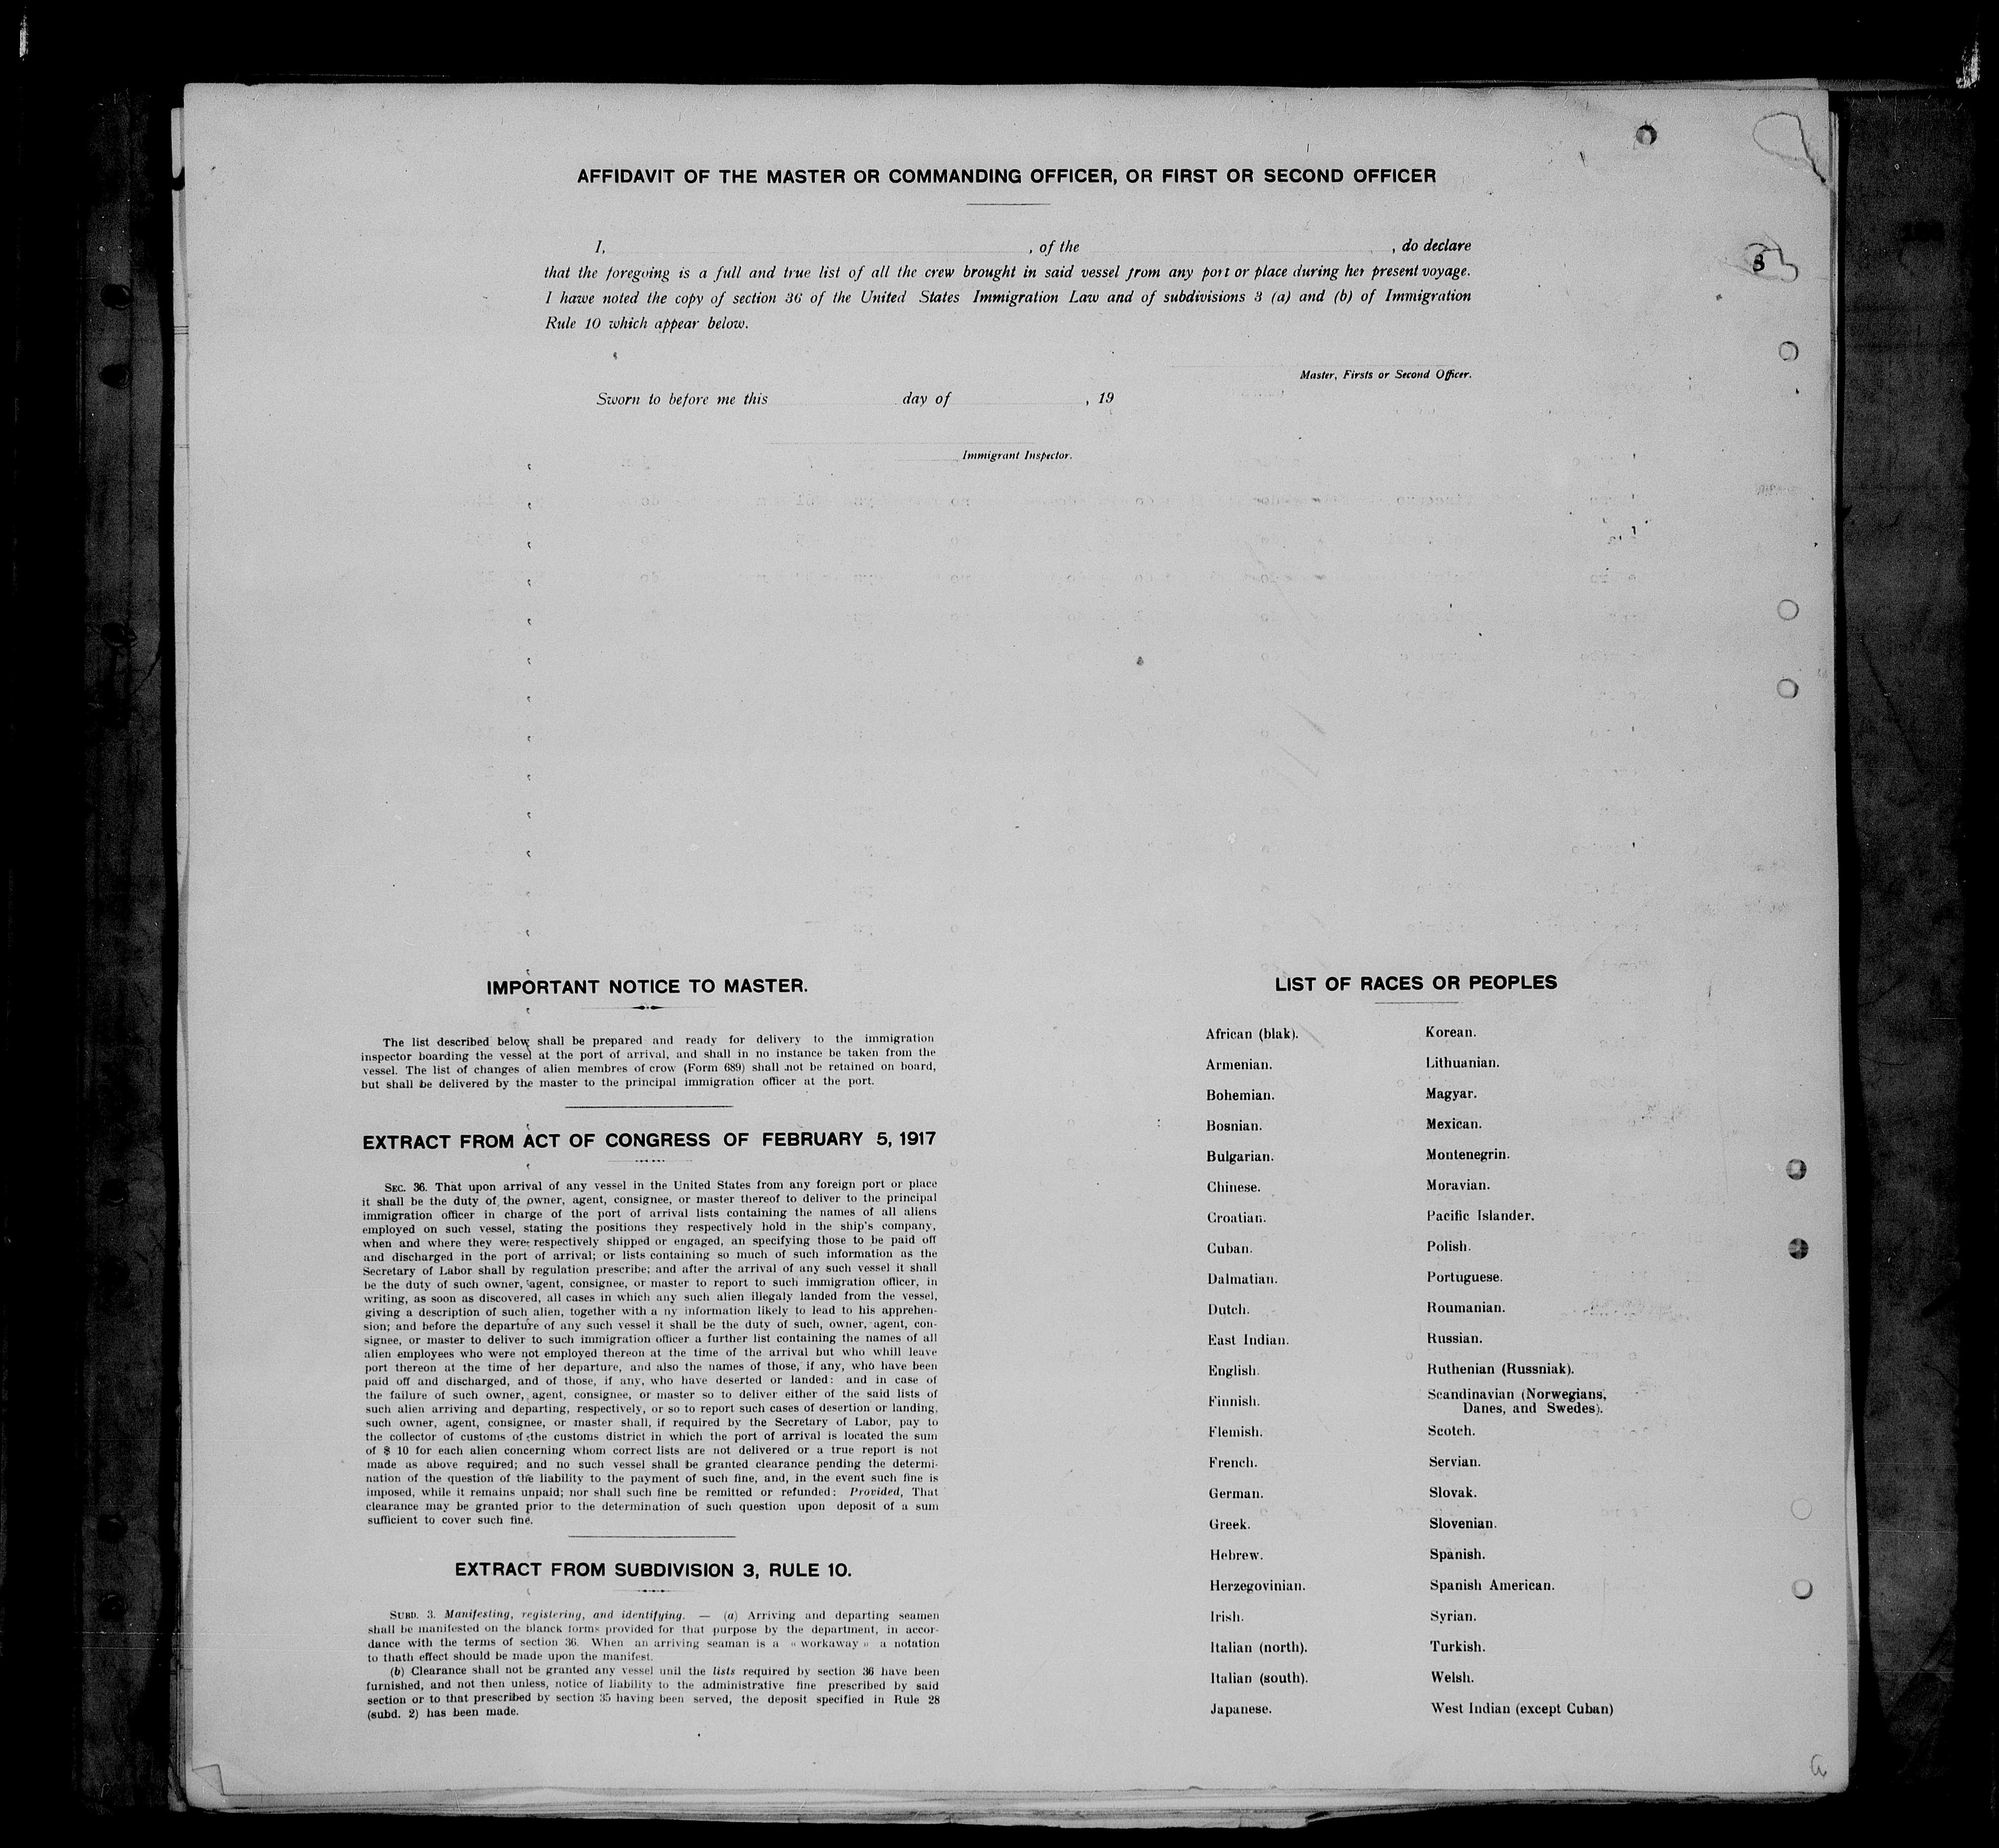 AFFIDAVIT OF THE MASTER OR COMMANDING OFFICER, OR FIRST OR SECOND OFFICER
I, , of the , do declare
that the foregoing is a full and true list of all the crew brought in said vessel from any port or place during her present voyage.
I hawe noted the copy of section 36 of the United States Immigration Law and of subdivisions 3 (a) and (b) of Immigration
Rule 10 which appear below.
Master, Firsts or Second Officer.
Sworn to before me this day of , 19
Immigrant Inspector.
IMPORTANT NOTICE TO MASTER.
The list described below shall be prepared and ready for delivery to the immigration
inspector boarding the vessel at the port of arrival, and shall in no instance be taken from the
vessel. The list of changes of alien membres of crow (Form 689) shall not be retained on board,
but shall be delivered by the master to the principal immigration officer at the port.
EXTRACT FROM ACT OF CONGRESS OF FEBRUARY 5, 1917
SEC. 36. That upon arrival of any vessel in the United States from any foreign port or place
it shall be the duty of the owner, agent, consignee, or master thereof to deliver to the principal
immigration officer in charge of the port of arrival lists containing the names of all aliens
employed on such vessel, stating the positions they respectively hold in the ship's company,
when and where they were respectively shipped or engaged, an specifying those to be paid off
and discharged in the port of arrival; or lists containing so much of such information as the
Secretary of Labor shall by regulation prescribe; and after the arrival of any such vessel it shall
be the duty of such owner, agent, consignee, or master to report to such immigration officer, in
writing, as soon as discovered, all cases in which any such alien illegaly landed from the vessel,
giving a description of such alien, together with a ny information likely to lead to his apprehen-
sion; and before the departure of any such vessel it shall be the duty of such, owner, agent, con-
signee, or master to deliver to such immigration officer a further list containing the names of all
alien employees who were not employed thereon at the time of the arrival but who whill leave
port thereon at the time of her departure, and also the names of those, if any, who have been
paid off and discharged, and of those, if any, who have deserted or landed: and in case of
the failure of such owner, agent, consignee, or master so to deliver either of the said lists of
such alien arriving and departing, respectively, or so to report such cases of desertion or landing,
such owner, agent, consignee, or master shall, if required by the Secretary of Labor, pay to
the collector of customs of the customs district in which the port of arrival is located the sum
of $ 10 for each alien concerning whom correct lists are not delivered or a true report is not
made as above required; and no such vessel shall be granted clearance pending the determi-
nation of the question of the liability to the payment of such fine, and, in the event such fine is
imposed, while it remains unpaid; nor shall such fine be remitted or refunded: Provided, That
clearance may be granted prior to the determination of such question upon deposit of a sum
sufficient to cover such fine.
EXTRACT FROM SUBDIVISION 3, RULE 10.
SUBD. 3. Manifesting, registering, and identifying. — (a) Arriving and departing seamen
shall be manifested on the blanck forms provided for that purpose by the department, in accor-
dance with the terms of section 36. When an arriving seaman is a « workaway » a notation
to thath effect should be made upon the manifest.
(b) Clearance shall not be granted any vessel unil the lists required by section 36 have been
furnished, and not then unless, notice of liability to the administrative fine prescribed by said
section or to that prescribed by section 35 having been served, the deposit specified in Rule 28
(subd. 2) has been made.
LIST OF RACES OR PEOPLES
African (blak).
Armenian.
Bohemian.
Bosnian.
Bulgarian.
Chinese.
Croatian.
Cuban.
Dalmatian.
Dutch.
East Indian.
English.
Finnish.
Flemish.
French.
German.
Greek.
Hebrew.
Herzegovinian.
Irish.
Italian (north).
Italian (south).
Japanese.
Korean.
Lithuanian.
Magyar.
Mexican.
Montenegrin.
Moravian.
Pacific Islander.
Polish.
Portuguese.
Roumanian.
Russian.
Ruthenian (Russniak).
Scandinavian (Norwegians,
Danes, and Swedes).
Scotch.
Servian.
Slovak.
Slovenian.
Spanish.
Spanish American.
Syrian.
Turkish.
Welsh.
West Indian (except Cuban)